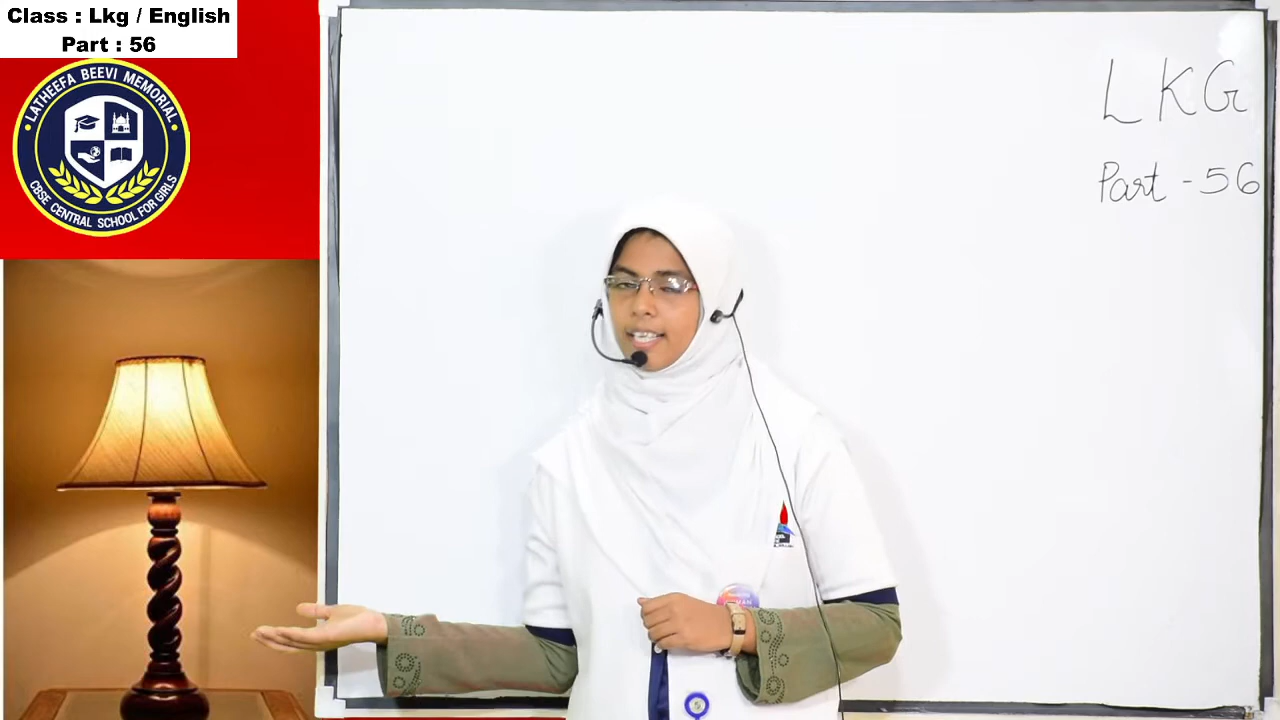 Class : Lkg / English
Part : 56
LATHEEFA BEEVI MEMORIAL
CBSE CENTRAL SCHOOL FOR GIRLS
LKG
Part - 56